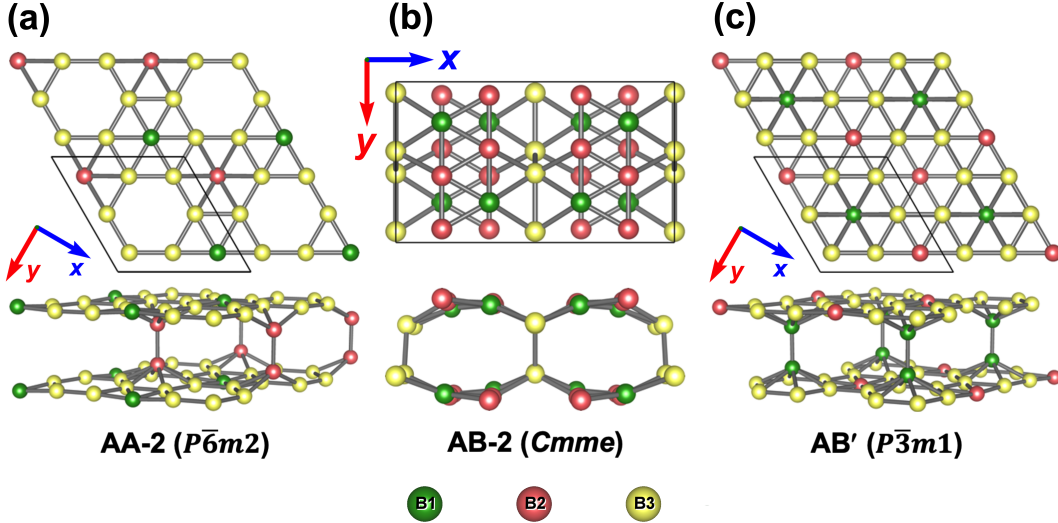 (a)
(b)
(c)
x
y
y
x
y
x
AA-2 (P6̅m2)
AB-2 (Cmme)
AB′ (P3̅m1)
B1
B2
B3